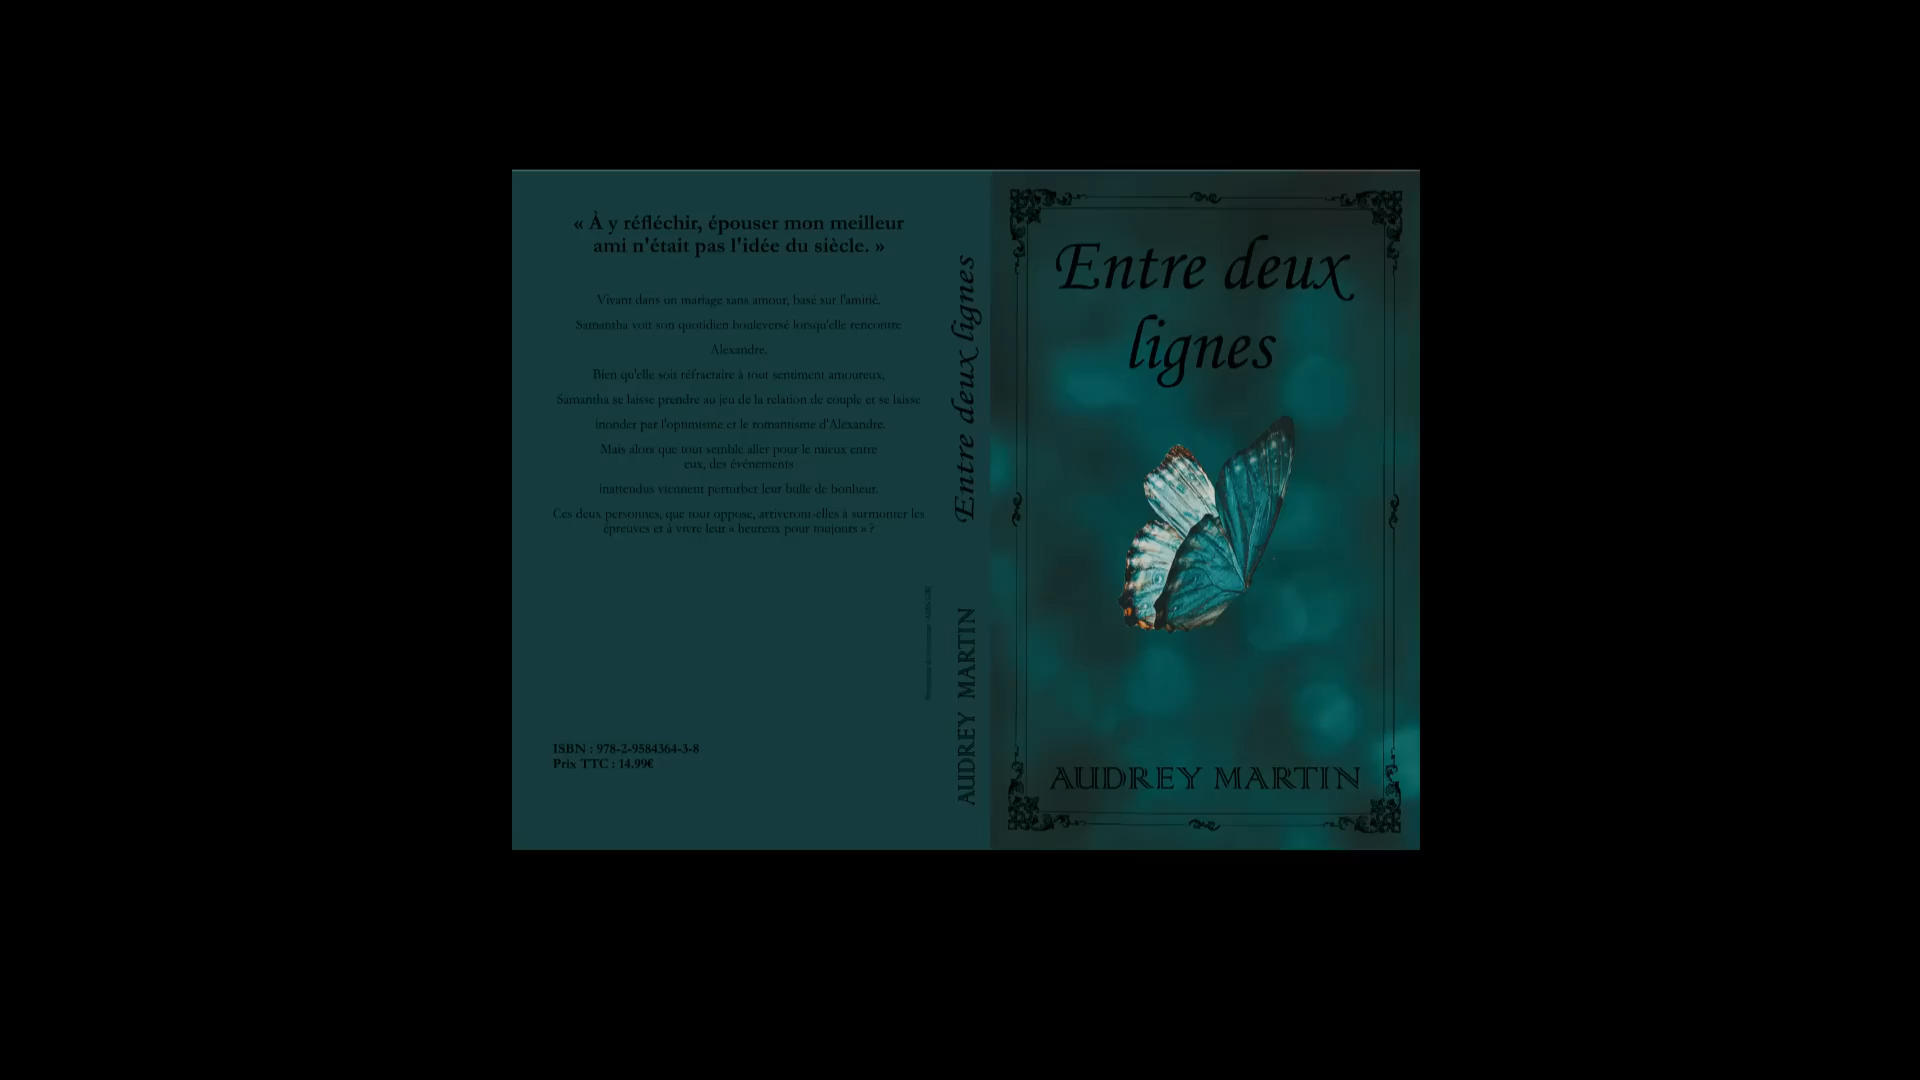 « À y réfléchir, épouser mon meilleur
ami n'était pas l'idée du siècle. »
Vivant dans un mariage sans amour, basé sur l'amitié.
Samantha voit son quotidien bouleversé lorsqu'elle rencontre
Alexandre.
Bien qu'elle soit réfractaire à tout sentiment amoureux,
Samantha se laisse prendre au jeu de la relation de couple et se laisse
inonder par l'optimisme et le romantisme d'Alexandre.
Mais alors que tout semble aller pour le mieux entre
eux, des événements
inattendus viennent perturber leur bulle de bonheur.
Ces deux personnes, que tout oppose, arriveront-elles à surmonter les
épreuves et à vivre leur « heureux pour toujours » ?
ISBN : 978-2-9584364-3-8
Prix TTC : 14.99€
Entre deux lignes
AUDREY MARTIN
Entre deux
lignes
AUDREY MARTIN